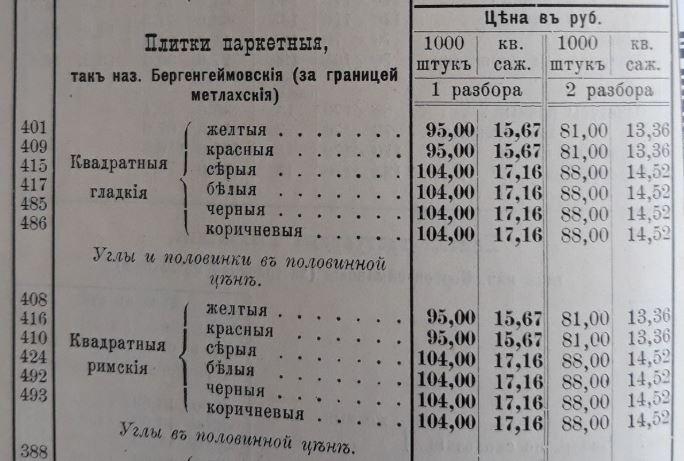 Цѣна въ руб.
Плитки паркетныя,
1000 штукъ | кв. саж. | 1000 штукъ | кв. саж.
такъ наз. Бергенгеймовскія (за границей метлахскія)
1 разбора | 2 разбора
Квадратныя гладкія
401 желтыя . . . . . . . 95,00 15,67 81,00 13,36
409 красныя . . . . . . 95,00 15,67 81,00 13,36
415 сѣрыя . . . . . . . 104,00 17,16 88,00 14,52
417 бѣлыя . . . . . . . 104,00 17,16 88,00 14,52
485 черныя . . . . . . . 104,00 17,16 88,00 14,52
486 коричневыя . . . . . 104,00 17,16 88,00 14,52
Углы и половинки въ половинной
цѣнѣ.
Квадратныя римскія
408 желтыя . . . . . . . 95,00 15,67 81,00 13,36
416 красныя . . . . . . 95,00 15,67 81,00 13,36
410 сѣрыя . . . . . . . 104,00 17,16 88,00 14,52
424 бѣлыя . . . . . . . 104,00 17,16 88,00 14,52
492 черныя . . . . . . . 104,00 17,16 88,00 14,52
493 коричневыя . . . . . 104,00 17,16 88,00 14,52
Углы въ половинной цѣнѣ.
388